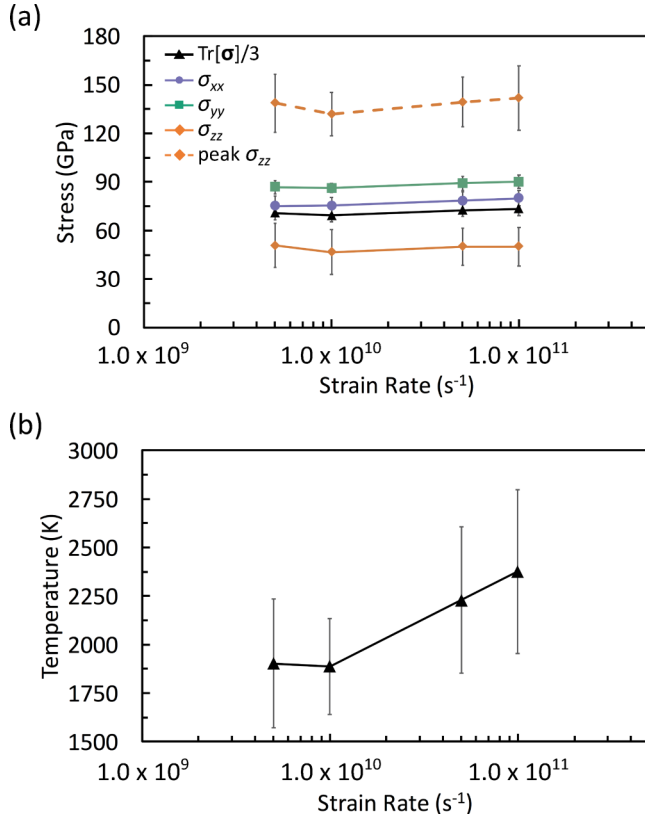 (a)
180
150
120
90
60
30
0
Stress (GPa)
Tr[σ]/3
σxx
σyy
σzz
peak σzz
1.0 x 10⁹
1.0 x 10¹⁰
1.0 x 10¹¹
Strain Rate (s⁻¹)
(b)
3000
2750
2500
2250
2000
1750
1500
Temperature (K)
1.0 x 10⁹
1.0 x 10¹⁰
1.0 x 10¹¹
Strain Rate (s⁻¹)